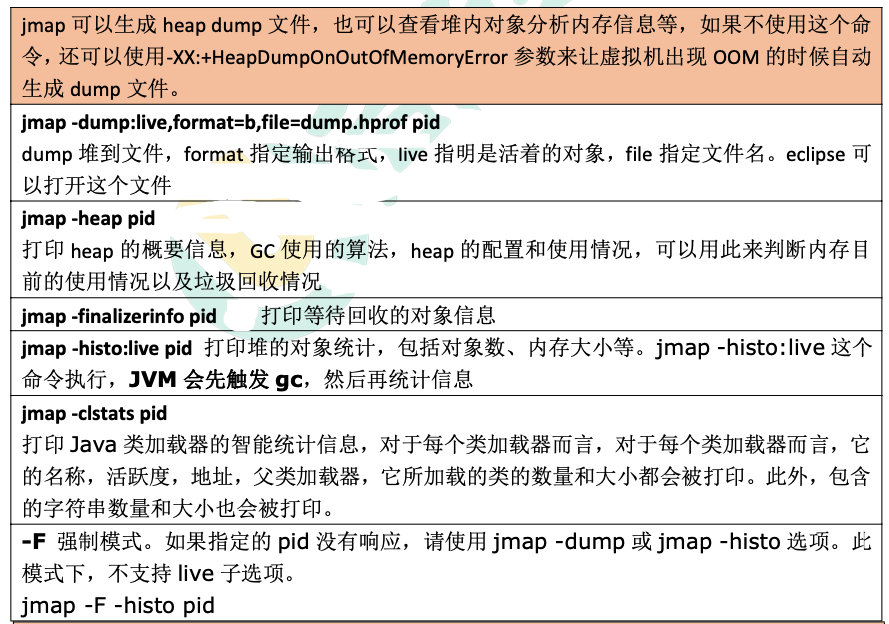 jmap 可以生成 heap dump 文件，也可以查看堆内对象分析内存信息等，如果不使用这个命
令，还可以使用-XX:+HeapDumpOnOutOfMemoryError 参数来让虚拟机出现 OOM 的时候自动
生成 dump 文件。
jmap -dump:live,format=b,file=dump.hprof pid
dump 堆到文件，format 指定输出格式，live 指明是活着的对象，file 指定文件名。eclipse 可
以打开这个文件
jmap -heap pid
打印 heap 的概要信息，GC 使用的算法，heap 的配置和使用情况，可以用此来判断内存目
前的使用情况以及垃圾回收情况
jmap -finalizerinfo pid 打印等待回收的对象信息
jmap -histo:live pid 打印堆的对象统计，包括对象数、内存大小等。jmap -histo:live 这个
命令执行，JVM 会先触发 gc，然后再统计信息
jmap -clstats pid
打印 Java 类加载器的智能统计信息，对于每个类加载器而言，对于每个类加载器而言，它
的名称，活跃度，地址，父类加载器，它所加载的类的数量和大小都会被打印。此外，包含
的字符串数量和大小也会被打印。
-F 强制模式。如果指定的 pid 没有响应，请使用 jmap -dump 或 jmap -histo 选项。此
模式下，不支持 live 子选项。
jmap -F -histo pid